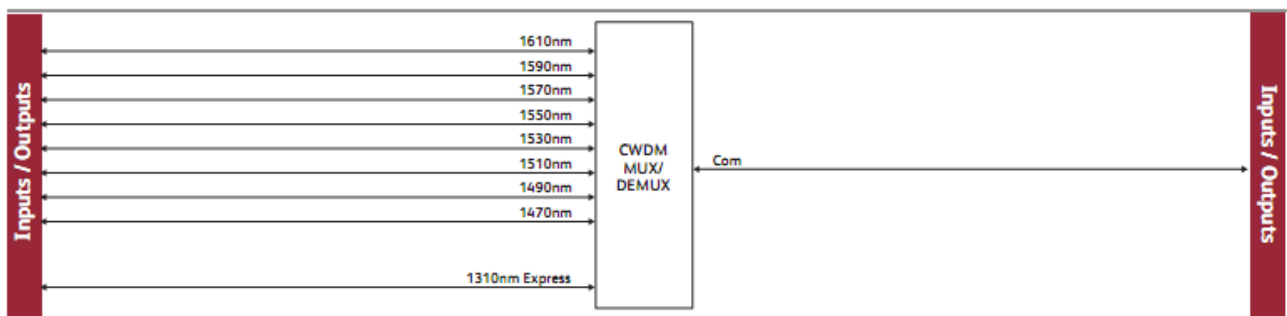 Inputs / Outputs
1610nm
1590nm
1570nm
1550nm
1530nm
1510nm
1490nm
1470nm
1310nm Express
CWDM
MUX/
DEMUX
Com
Inputs / Outputs